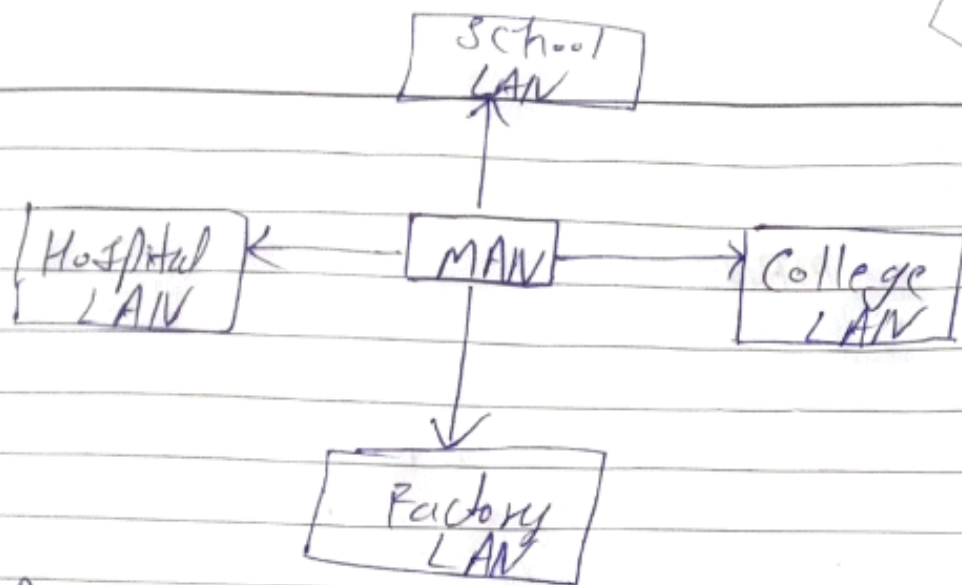 School
LAN
Hospital
LAN
MAN
College
LAN
Factory
LAN